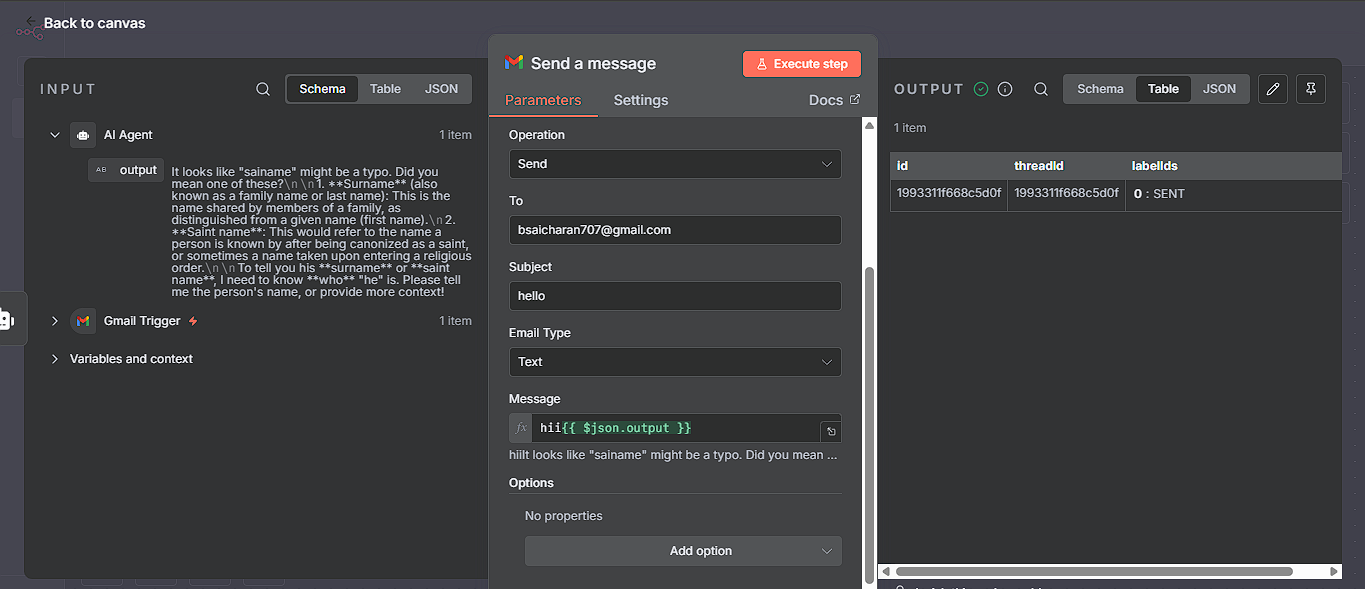 Back to canvas
INPUT
Schema
Table
JSON
AI Agent
1 item
AB output
It looks like "sainame" might be a typo. Did you
mean one of these?\n \n1. **Surname** (also
known as a family name or last name): This is the
name shared by members of a family, as
distinguished from a given name (first name).\n2.
**Saint name**: This would refer to the name a
person is known by after being canonized as a saint,
or sometimes a name taken upon entering a religious
order.\n \n To tell you his **surname** or **saint
name**, I need to know **who** "he" is. Please tell
me the person's name, or provide more context!
Gmail Trigger
1 item
Variables and context
Send a message
Execute step
Parameters
Settings
Docs
Operation
Send
To
bsaicharan707@gmail.com
Subject
hello
Email Type
Text
Message
fx hii{{ $json.output }}
hiiIt looks like "sainame" might be a typo. Did you mean ...
Options
No properties
Add option
OUTPUT
Schema
Table
JSON
1 item
id threadId labelIds
1993311f668c5d0f 1993311f668c5d0f 0 : SENT